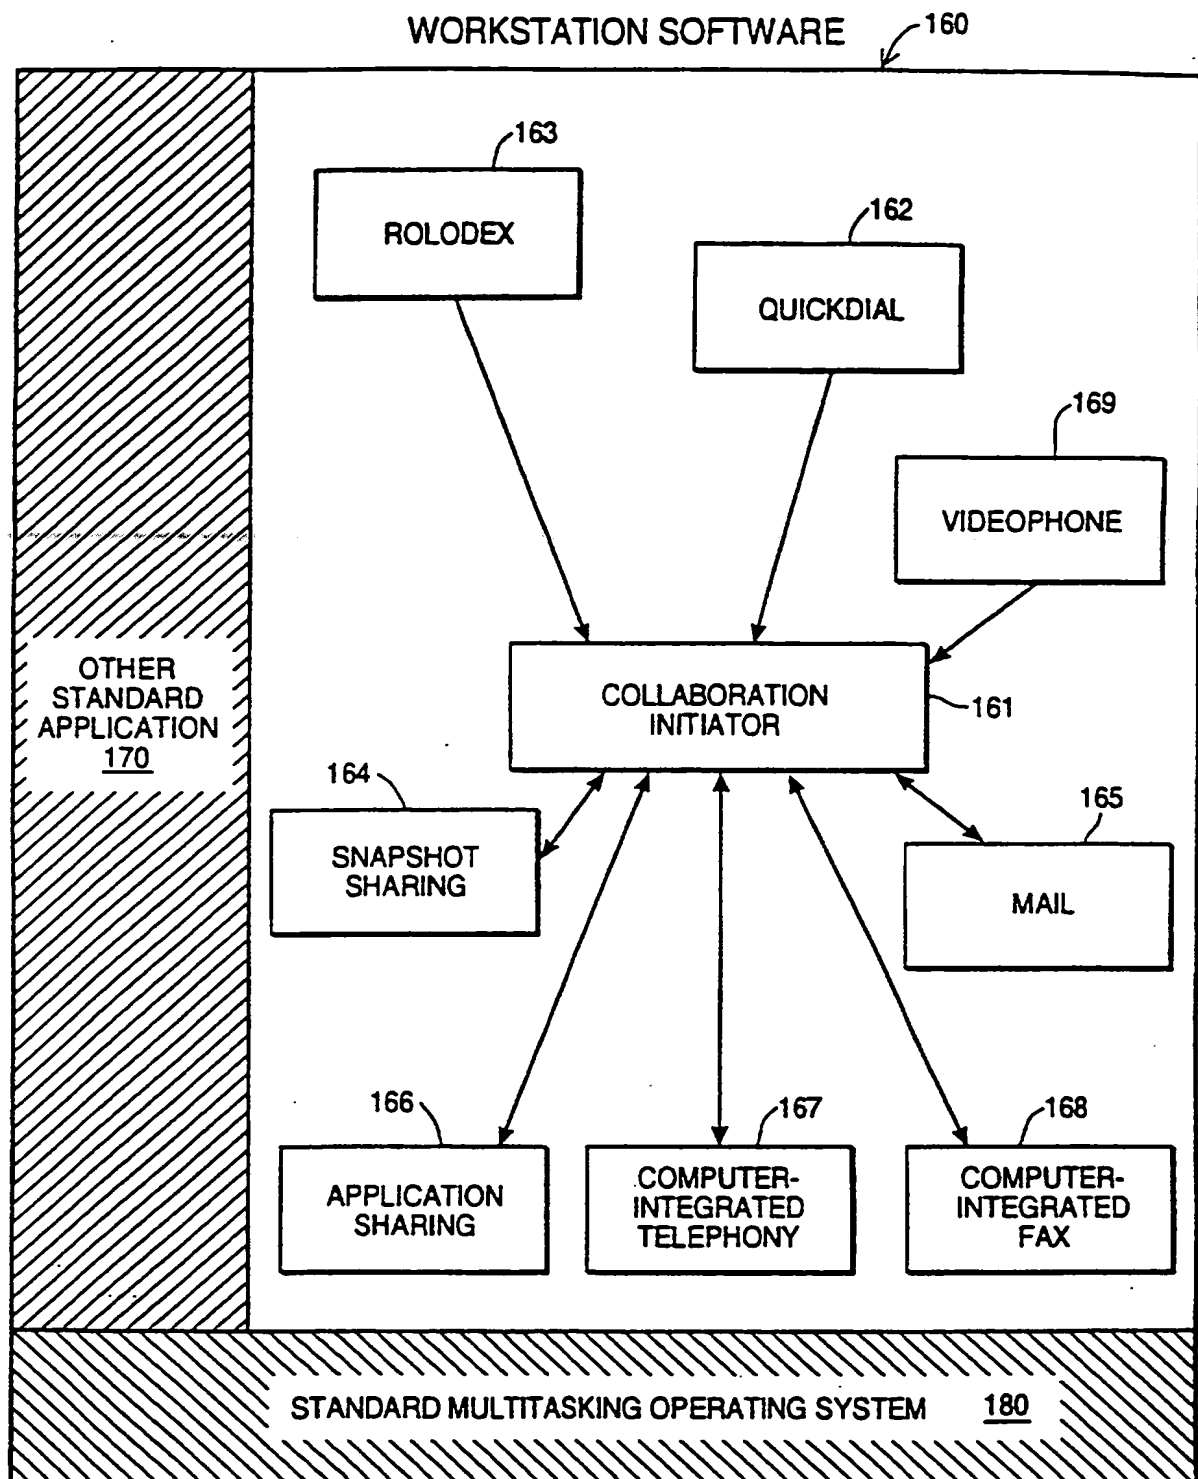 WORKSTATION SOFTWARE
160
163
ROLODEX
162
QUICKDIAL
169
VIDEOPHONE
COLLABORATION
INITIATOR
161
OTHER
STANDARD
APPLICATION
170
164
SNAPSHOT
SHARING
165
MAIL
166
APPLICATION
SHARING
167
COMPUTER-
INTEGRATED
TELEPHONY
168
COMPUTER-
INTEGRATED
FAX
STANDARD MULTITASKING OPERATING SYSTEM 180